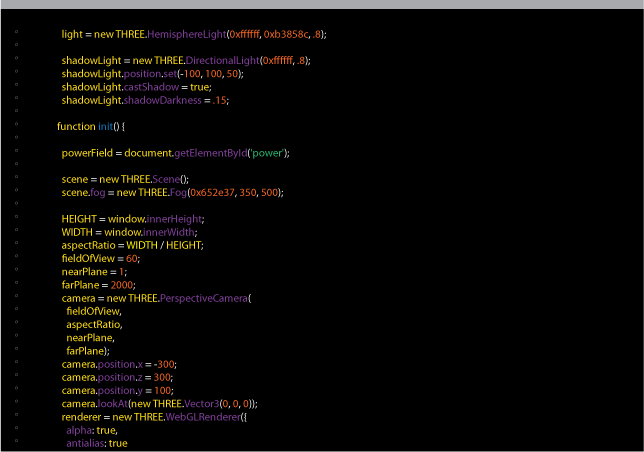 light = new THREE.HemisphereLight(0xffffff, 0xb3858c, .8);
shadowLight = new THREE.DirectionalLight(0xffffff, .8);
shadowLight.position.set(-100, 100, 50);
shadowLight.castShadow = true;
shadowLight.shadowDarkness = .15;
function init() {
powerField = document.getElementById('power');
scene = new THREE.Scene();
scene.fog = new THREE.Fog(0x652e37, 350, 500);
HEIGHT = window.innerHeight;
WIDTH = window.innerWidth;
aspectRatio = WIDTH / HEIGHT;
fieldOfView = 60;
nearPlane = 1;
farPlane = 2000;
camera = new THREE.PerspectiveCamera(
fieldOfView,
aspectRatio,
nearPlane,
farPlane);
camera.position.x = -300;
camera.position.z = 300;
camera.position.y = 100;
camera.lookAt(new THREE.Vector3(0, 0, 0));
renderer = new THREE.WebGLRenderer({
alpha: true,
antialias: true